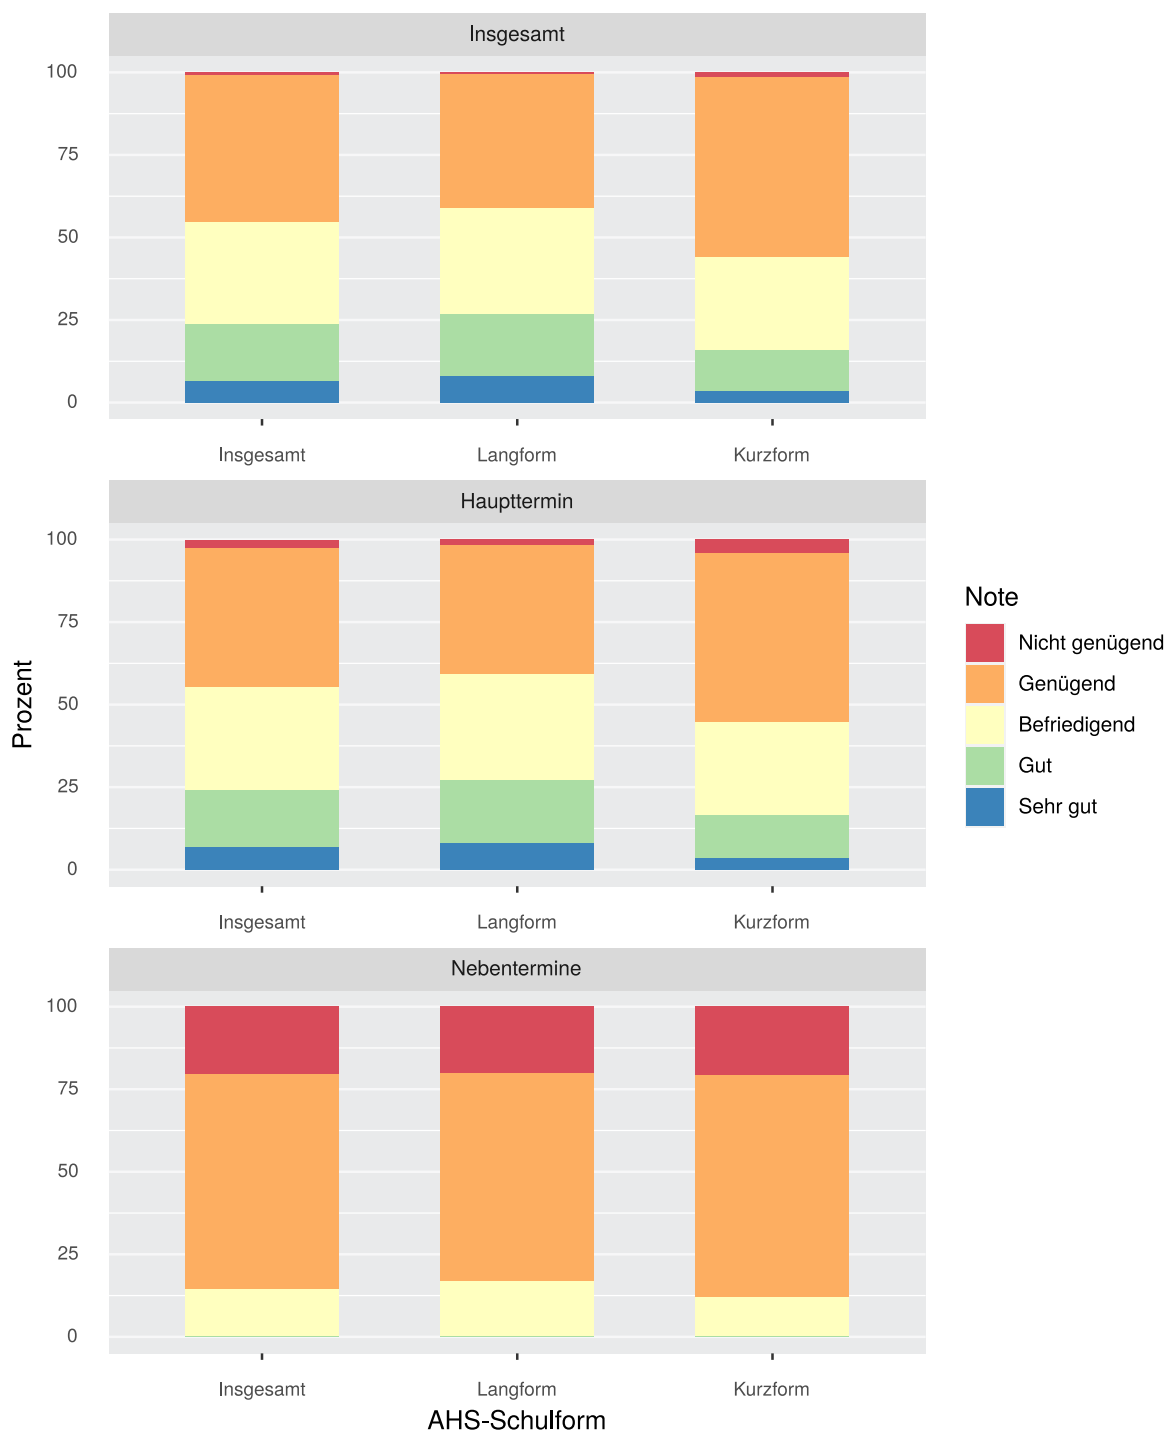 Insgesamt
100
75
50
25
0
Insgesamt Langform Kurzform
Haupttermin
100
75
50
25
0
Insgesamt Langform Kurzform
Nebentermine
100
75
50
25
0
Insgesamt Langform Kurzform
AHS-Schulform
Prozent
Note
Nicht genügend
Genügend
Befriedigend
Gut
Sehr gut